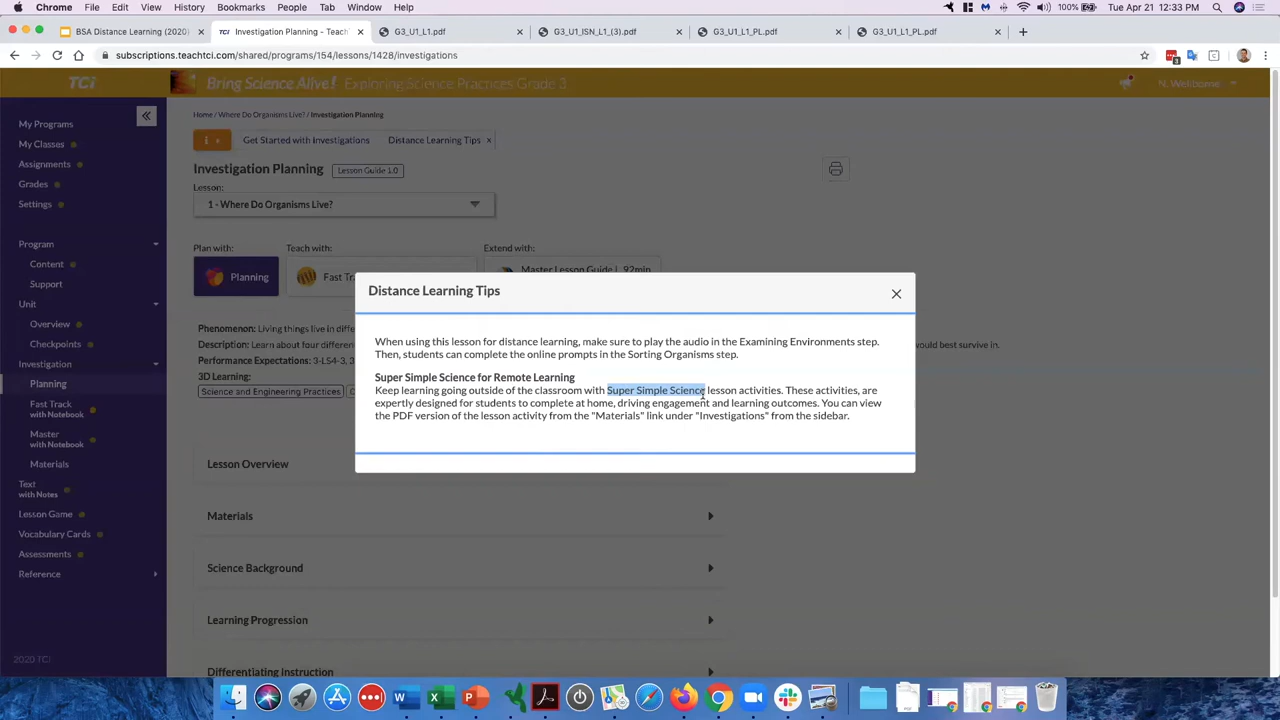 Chrome File Edit View History Bookmarks People Tab Window Help 100% Tue Apr 21 12:33 PM
BSA Distance Learning (2020) × Investigation Planning - Teach × G3_U1_L1.pdf × G3_U1_ISN_L1_(3).pdf × G3_U1_L1_PL.pdf × G3_U1_L1_PL.pdf × +
subscriptions.teachtci.com/shared/programs/154/lessons/1428/investigations
TCi Bring Science Alive! Exploring Science Practices Grade 3 N. Welbourne
«
Home / Where Do Organisms Live? / Investigation Planning
My Programs
My Classes
Assignments
Grades
Settings
Program
Content
Support
Unit
Overview
Checkpoints
Investigation
Planning
Fast Track
with Notebook
Master
with Notebook
Materials
Text
with Notes
Lesson Game
Vocabulary Cards
Assessments
Reference
2020 TCI
Get Started with Investigations Distance Learning Tips ×
Investigation Planning Lesson Guide 1.0
Lesson:
1 - Where Do Organisms Live?
Plan with: Teach with: Extend with:
Planning Fast Tra Master Lesson Guide | 92min
Phenomenon: Living things live in diffe
Description: Learn about four different would best survive in.
Performance Expectations: 3-LS4-3,
3D Learning:
Science and Engineering Practices
Distance Learning Tips ×
When using this lesson for distance learning, make sure to play the audio in the Examining Environments step.
Then, students can complete the online prompts in the Sorting Organisms step.
Super Simple Science for Remote Learning
Keep learning going outside of the classroom with Super Simple Science lesson activities. These activities, are
expertly designed for students to complete at home, driving engagement and learning outcomes. You can view
the PDF version of the lesson activity from the "Materials" link under "Investigations" from the sidebar.
Lesson Overview
Materials
Science Background
Learning Progression
Differentiating Instruction